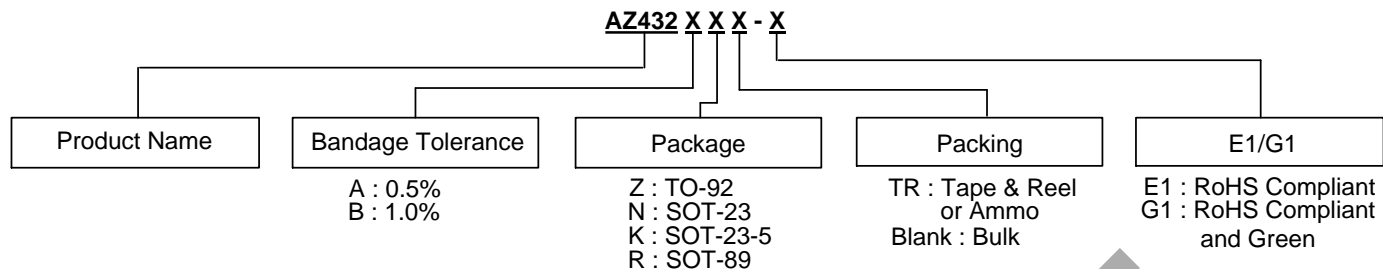 AZ432 X X X - X
Product Name
Bandage Tolerance
A : 0.5%
B : 1.0%
Package
Z : TO-92
N : SOT-23
K : SOT-23-5
R : SOT-89
Packing
TR : Tape & Reel
or Ammo
Blank : Bulk
E1/G1
E1 : RoHS Compliant
G1 : RoHS Compliant
and Green